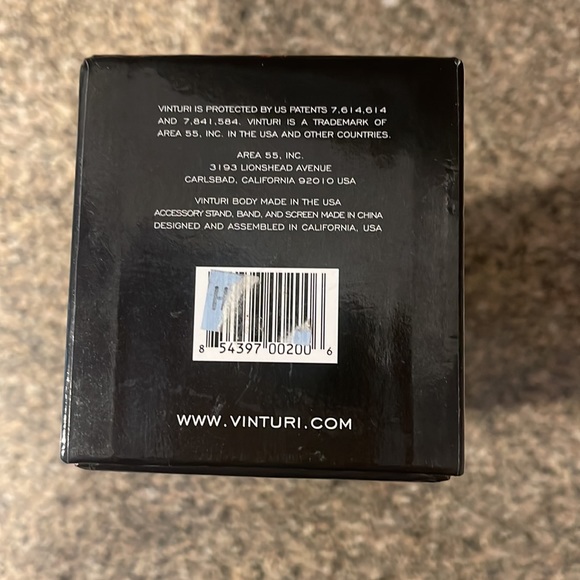 VINTURI IS PROTECTED BY US PATENTS 7,614,614
AND 7,841,584. VINTURI IS A TRADEMARK OF
AREA 55, INC. IN THE USA AND OTHER COUNTRIES.
AREA 55, INC.
3193 LIONSHEAD AVENUE
CARLSBAD, CALIFORNIA 92010 USA
VINTURI BODY MADE IN THE USA
ACCESSORY STAND, BAND, AND SCREEN MADE IN CHINA
DESIGNED AND ASSEMBLED IN CALIFORNIA, USA
H
8 54397 00200 6
WWW.VINTURI.COM